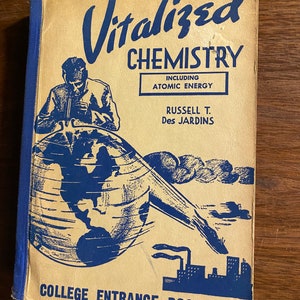 Vitalized
CHEMISTRY
INCLUDING
ATOMIC ENERGY
RUSSELL T.
Des JARDINS
COLLEGE ENTRANCE